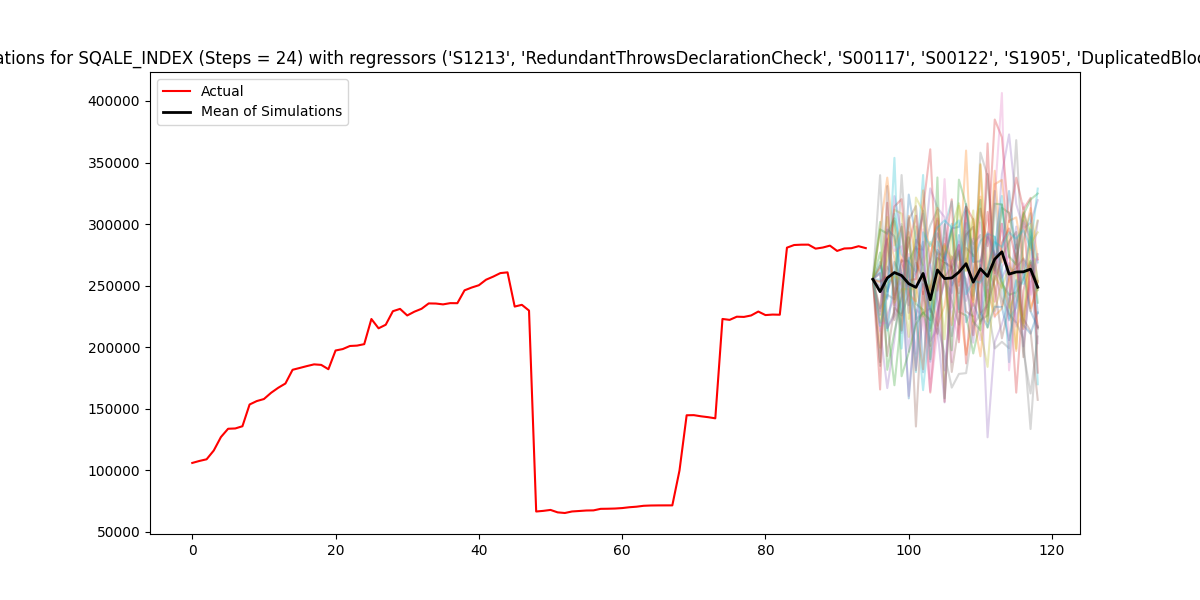 ations for SQALE_INDEX (Steps = 24) with regressors ('S1213', 'RedundantThrowsDeclarationCheck', 'S00117', 'S00122', 'S1905', 'DuplicatedBloc
Actual
Mean of Simulations
400000
350000
300000
250000
200000
150000
100000
50000
0 20 40 60 80 100 120